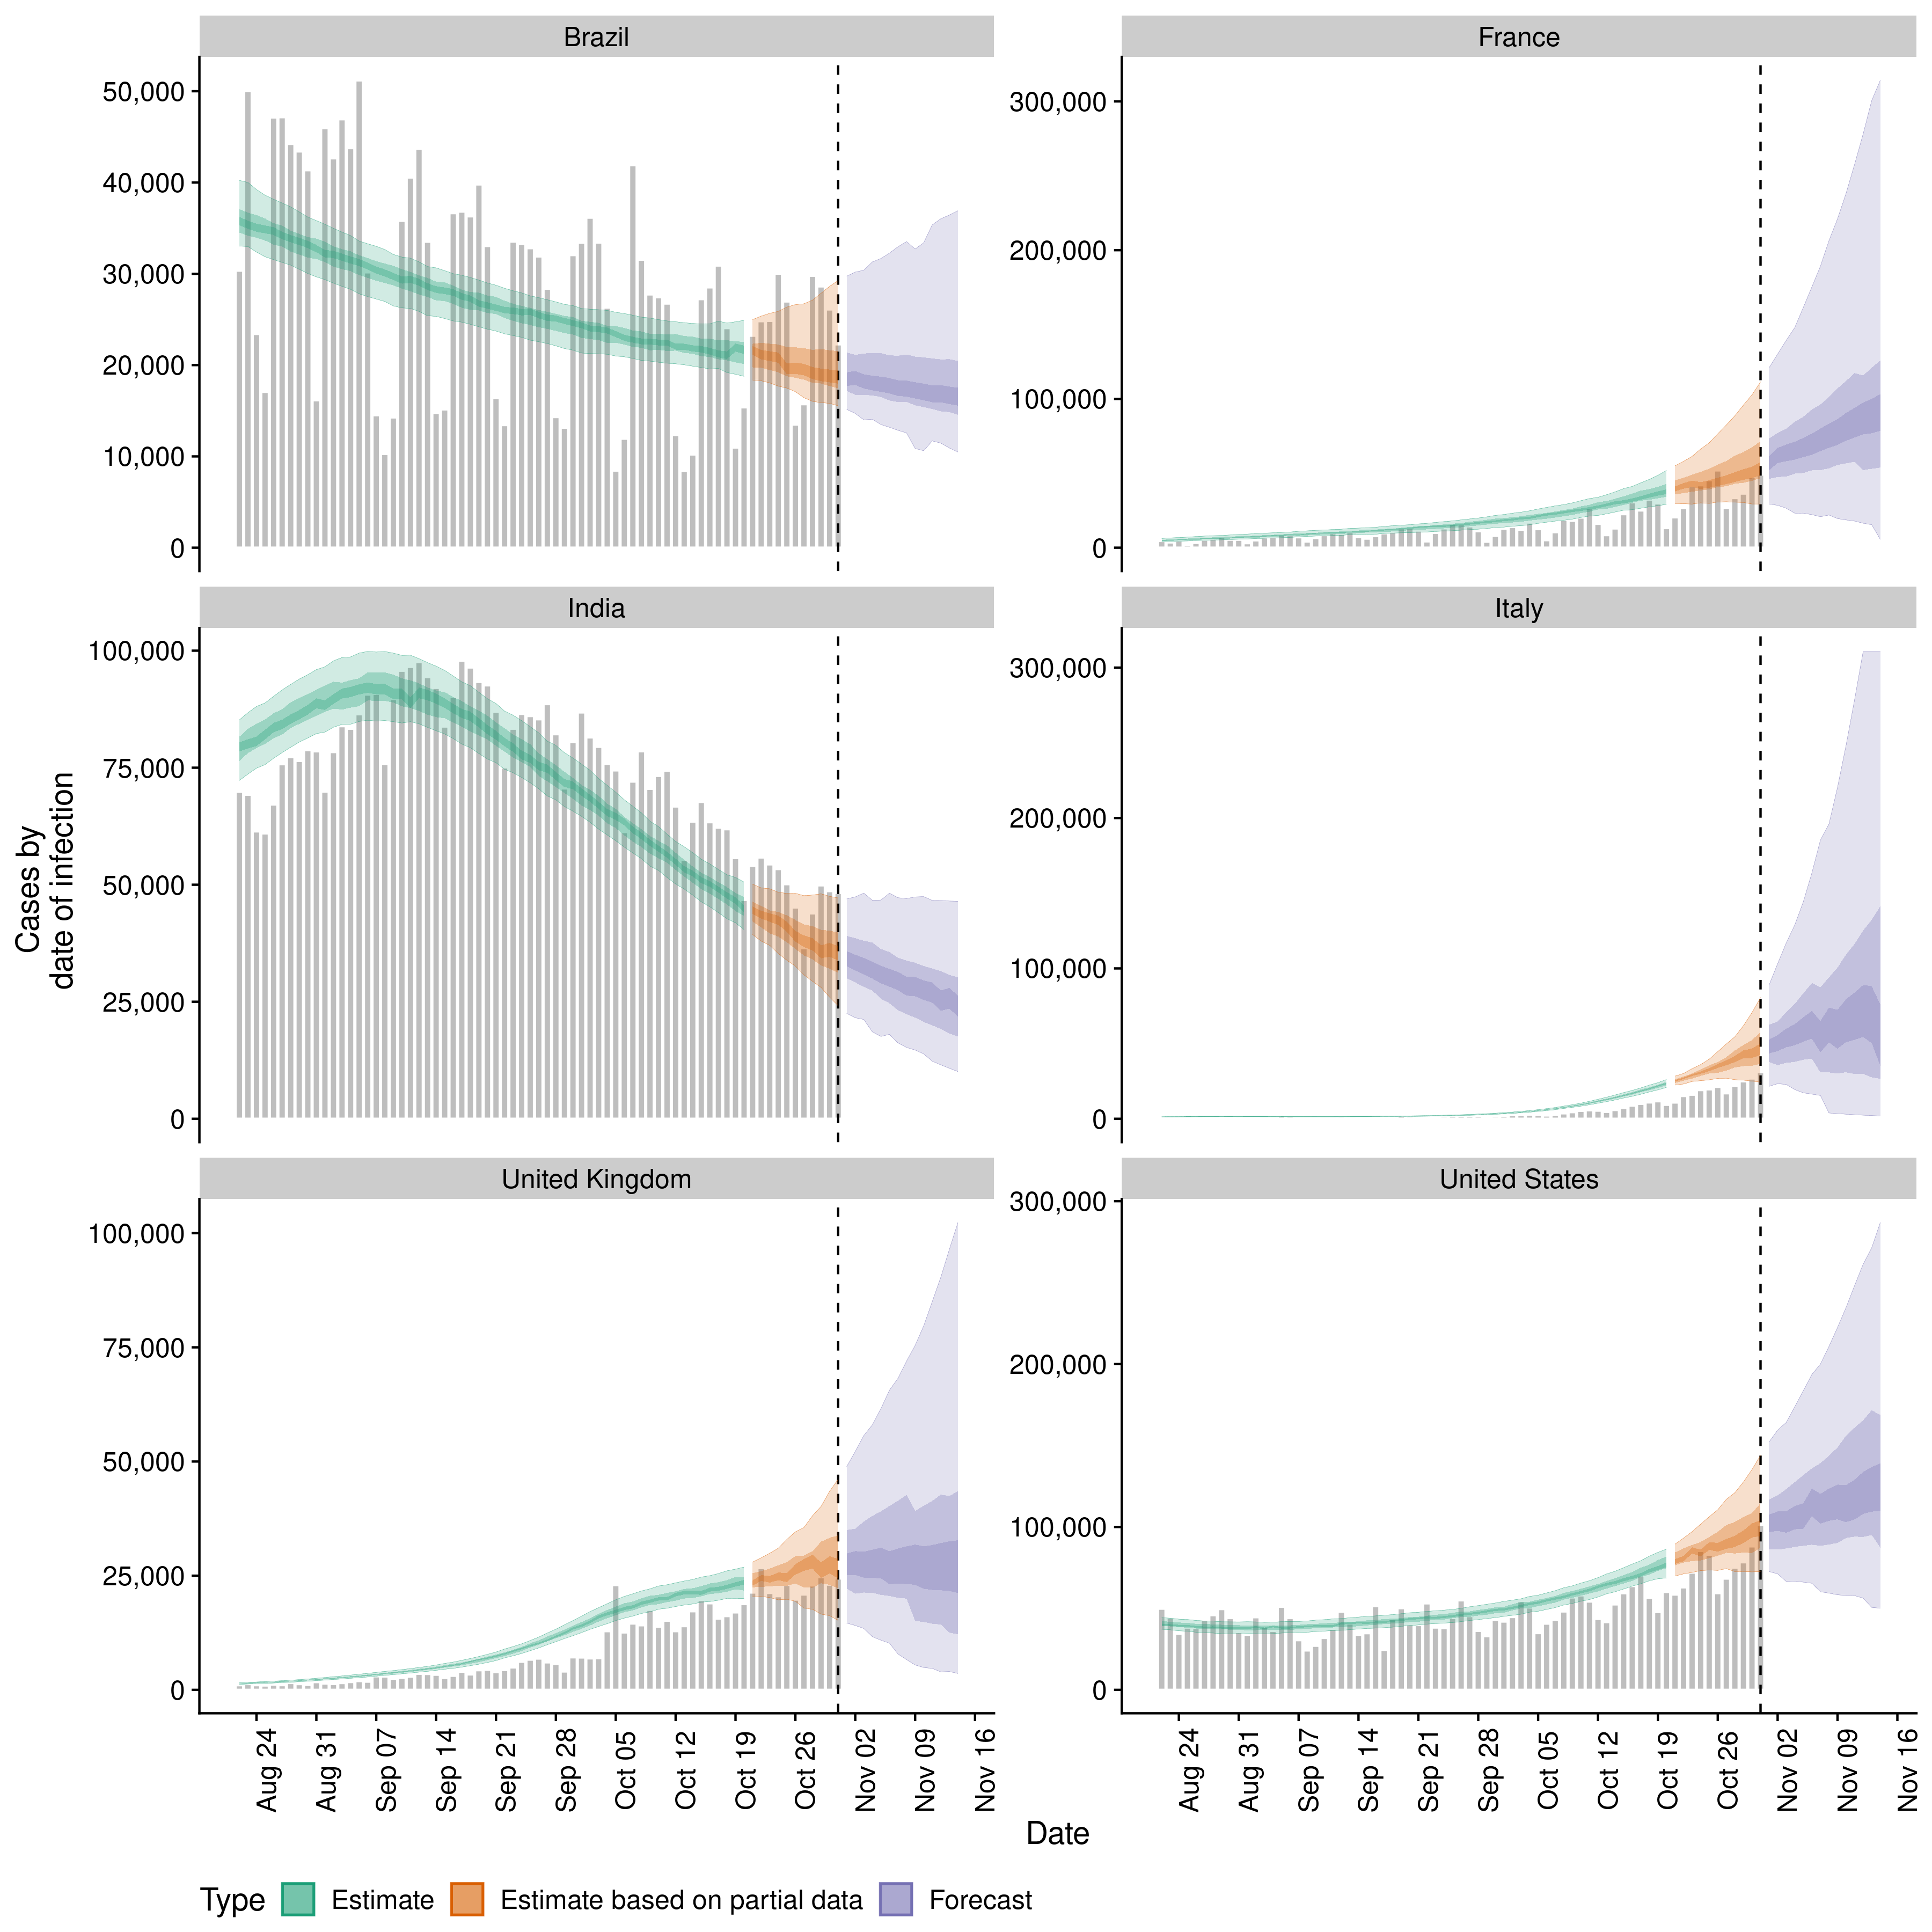 Brazil
France
50,000
40,000
30,000
20,000
10,000
0
300,000
200,000
100,000
0
India
Italy
100,000
75,000
50,000
25,000
0
300,000
200,000
100,000
0
United Kingdom
United States
100,000
75,000
50,000
25,000
0
300,000
200,000
100,000
0
Cases by
date of infection
Aug 24
Aug 31
Sep 07
Sep 14
Sep 21
Sep 28
Oct 05
Oct 12
Oct 19
Oct 26
Nov 02
Nov 09
Nov 16
Aug 24
Aug 31
Sep 07
Sep 14
Sep 21
Sep 28
Oct 05
Oct 12
Oct 19
Oct 26
Nov 02
Nov 09
Nov 16
Date
Type Estimate Estimate based on partial data Forecast